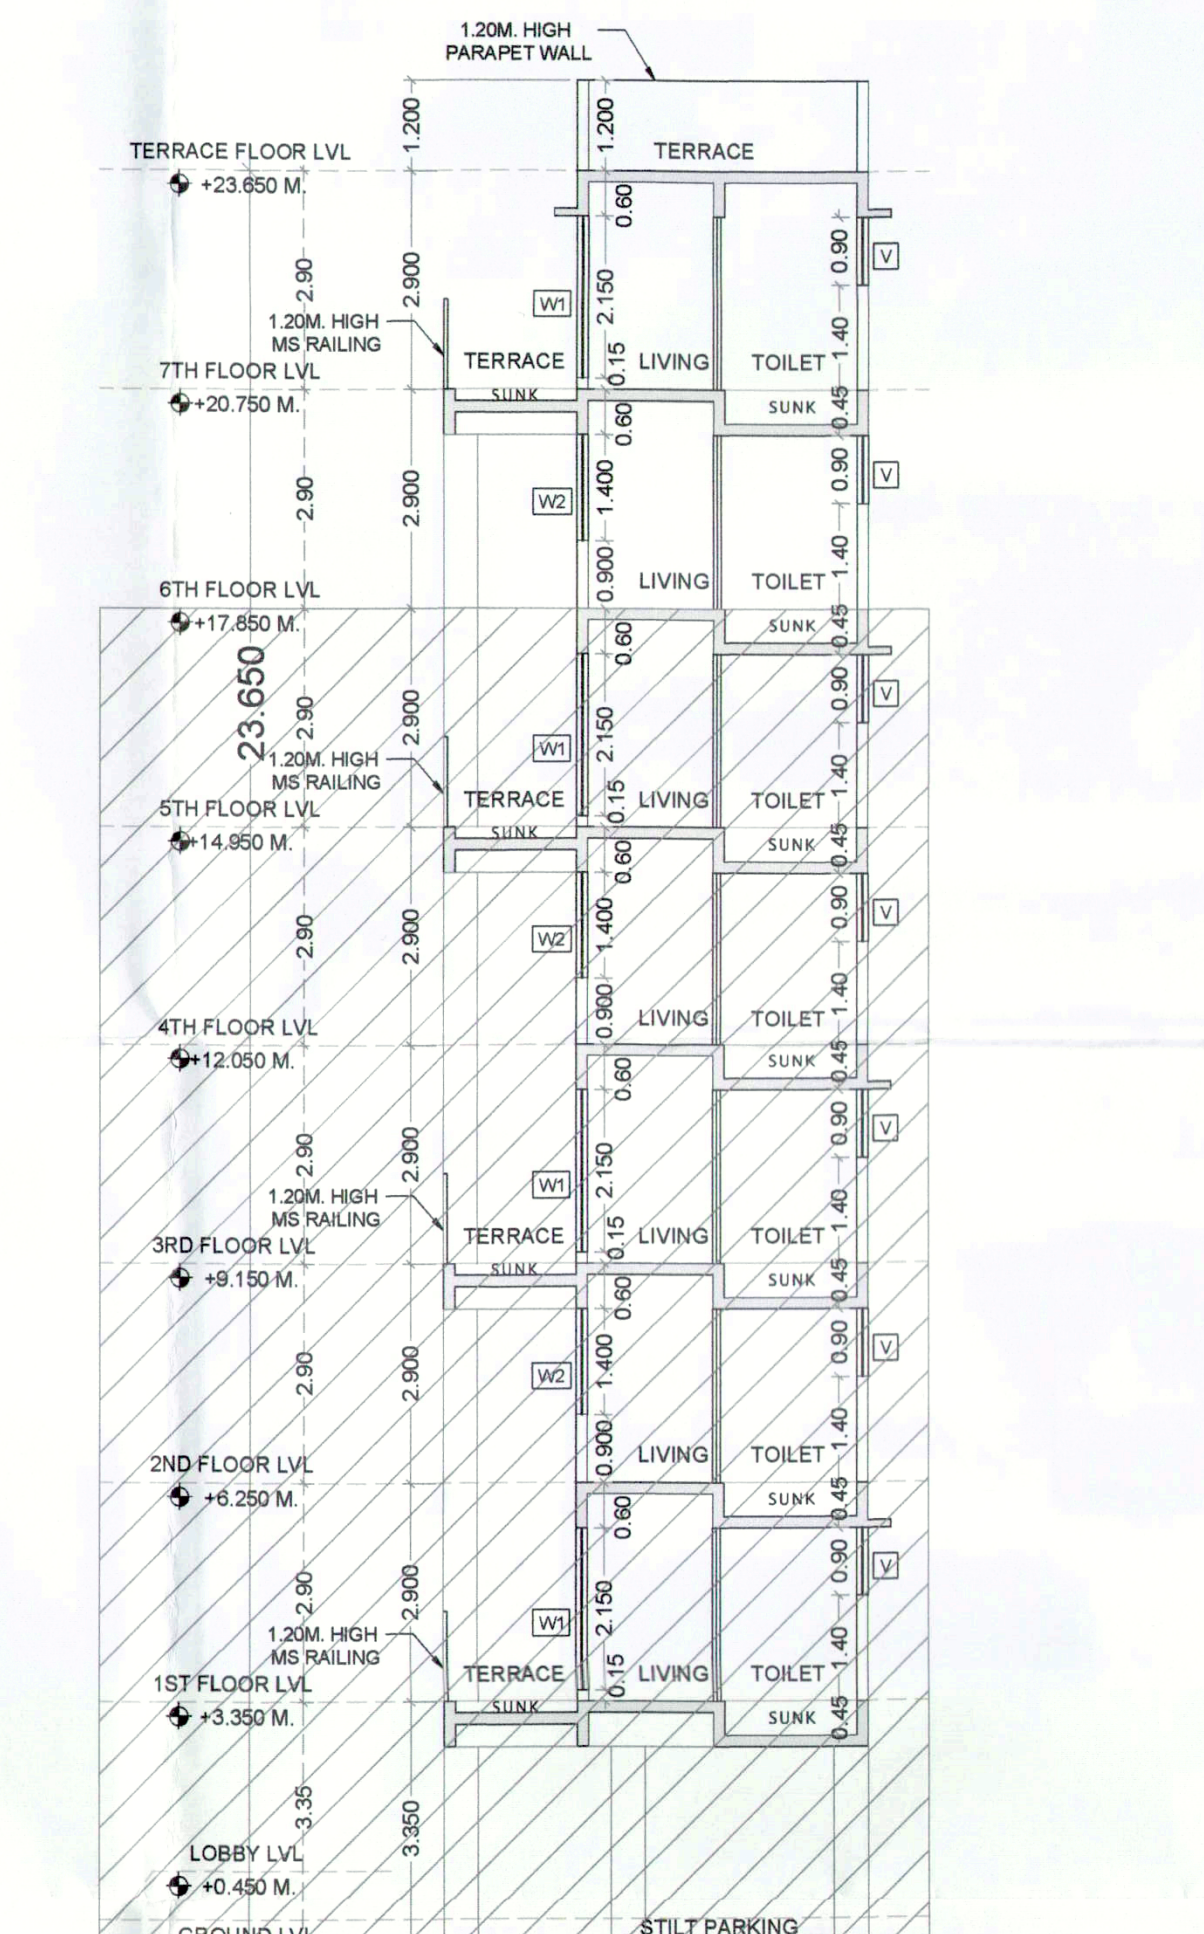 1.20M. HIGH
PARAPET WALL
1.200
1.200
TERRACE FLOOR LVL
TERRACE
+23.650 M.
0.60
0.90
V
2.90
2.900
W1
2.150
1.20M. HIGH
MS RAILING
1.40
TERRACE
0.15
LIVING
TOILET
7TH FLOOR LVL
SUNK
+20.750 M.
0.60
SUNK
0.45
0.90
V
2.90
2.900
W2
1.400
0.900
1.40
LIVING
TOILET
6TH FLOOR LVL
+17.850 M.
0.60
SUNK
0.45
23.650
0.90
V
2.90
2.900
W1
2.150
1.20M. HIGH
MS RAILING
1.40
TERRACE
0.15
LIVING
TOILET
5TH FLOOR LVL
SUNK
+14.950 M.
0.60
SUNK
0.45
0.90
V
2.90
2.900
W2
1.400
0.900
1.40
LIVING
TOILET
4TH FLOOR LVL
+12.050 M.
0.60
SUNK
0.45
0.90
V
2.90
2.900
W1
2.150
1.20M. HIGH
MS RAILING
1.40
TERRACE
0.15
LIVING
TOILET
3RD FLOOR LVL
SUNK
+9.150 M.
0.60
SUNK
0.45
0.90
V
2.90
2.900
W2
1.400
0.900
1.40
LIVING
TOILET
2ND FLOOR LVL
+6.250 M.
0.60
SUNK
0.45
0.90
V
2.90
2.900
W1
2.150
1.20M. HIGH
MS RAILING
1.40
TERRACE
0.15
LIVING
TOILET
1ST FLOOR LVL
SUNK
+3.350 M.
SUNK
0.45
3.35
3.350
LOBBY LVL
+0.450 M.
GROUND LVL
STILT PARKING